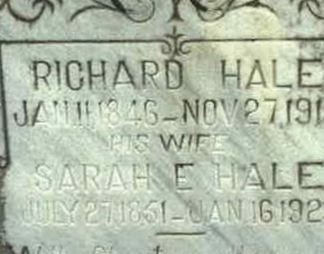 RICHARD HALE
JAN.11,1846-NOV.27,191
HIS WIFE
SARAH E HALE
JULY 27,1851-JAN.16,192